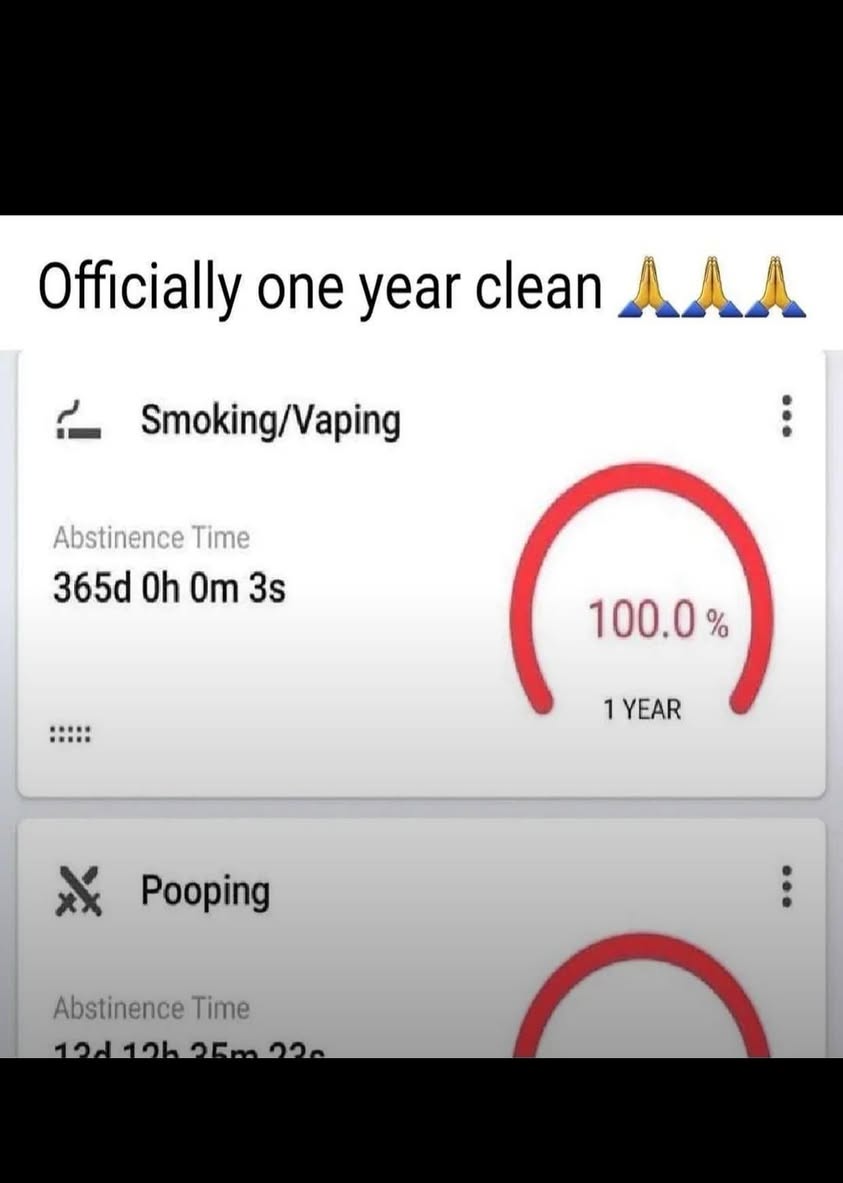 Officially one year clean 🙏🙏🙏
Smoking/Vaping
Abstinence Time
365d 0h 0m 3s
100.0 %
1 YEAR
Pooping
Abstinence Time
13d 12h 35m 23s